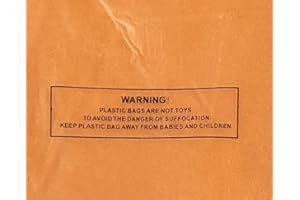 WARNING!
PLASTIC BAGS ARE NOT TOYS
TO AVOID THE DANGER OF SUFFOCATION.
KEEP PLASTIC BAG AWAY FROM BABIES AND CHILDREN